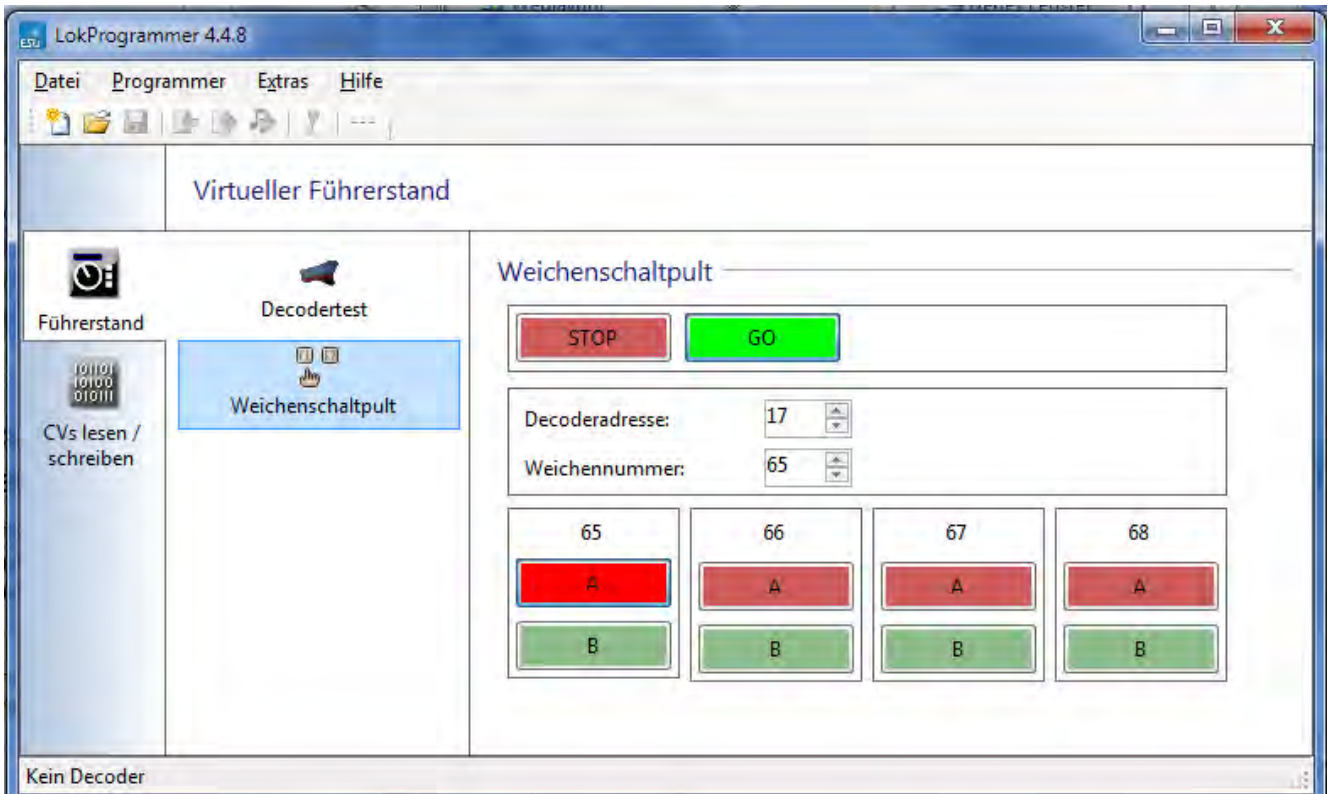 LokProgrammer 4.4.8
Datei Programmer Extras Hilfe
Virtueller Führerstand
Führerstand
CVs lesen /
schreiben
Decodertest
Weichenschaltpult
Weichenschaltpult
STOP GO
Decoderadresse: 17
Weichennummer: 65
65 66 67 68
A A A A
B B B B
Kein Decoder